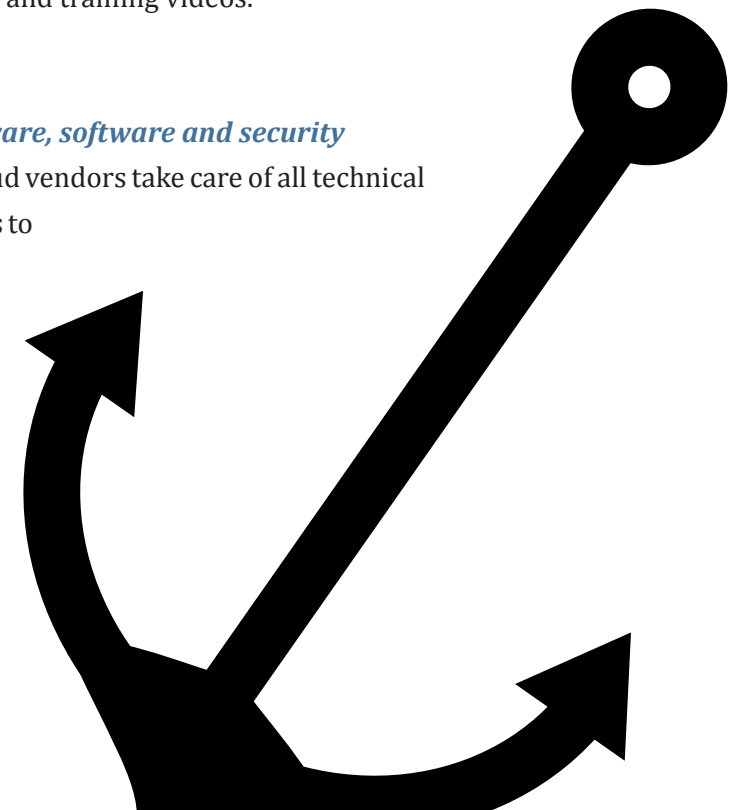 and training videos.
are, software and security
vendors take care of all technical
to